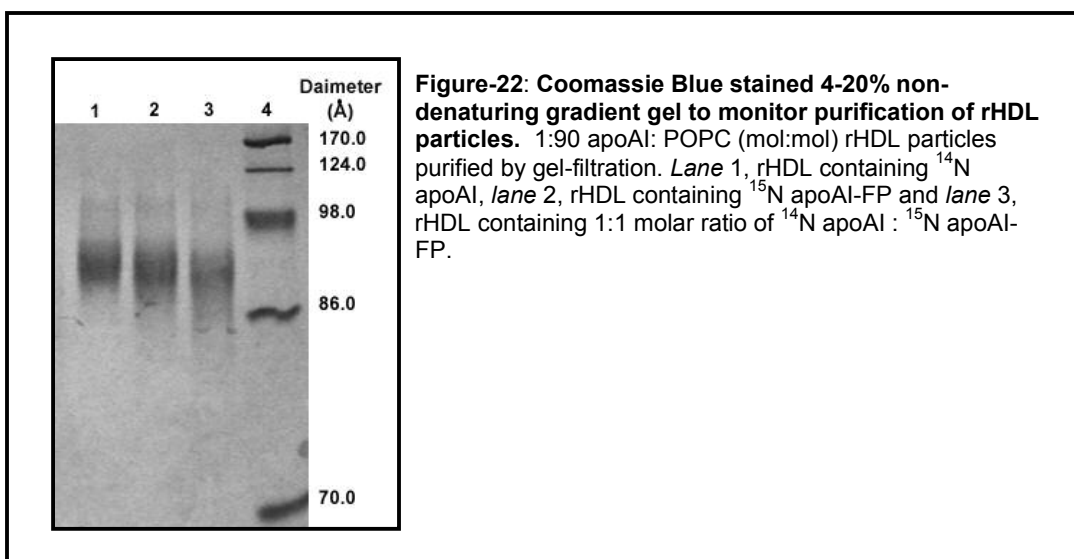 Daimeter
1 2 3 4 (Å)
170.0
124.0
98.0
86.0
70.0
Figure-22: Coomassie Blue stained 4-20% non-
denaturing gradient gel to monitor purification of rHDL
particles. 1:90 apoAI: POPC (mol:mol) rHDL particles
purified by gel-filtration. Lane 1, rHDL containing ¹⁴N
apoAI, lane 2, rHDL containing ¹⁵N apoAI-FP and lane 3,
rHDL containing 1:1 molar ratio of ¹⁴N apoAI : ¹⁵N apoAI-
FP.